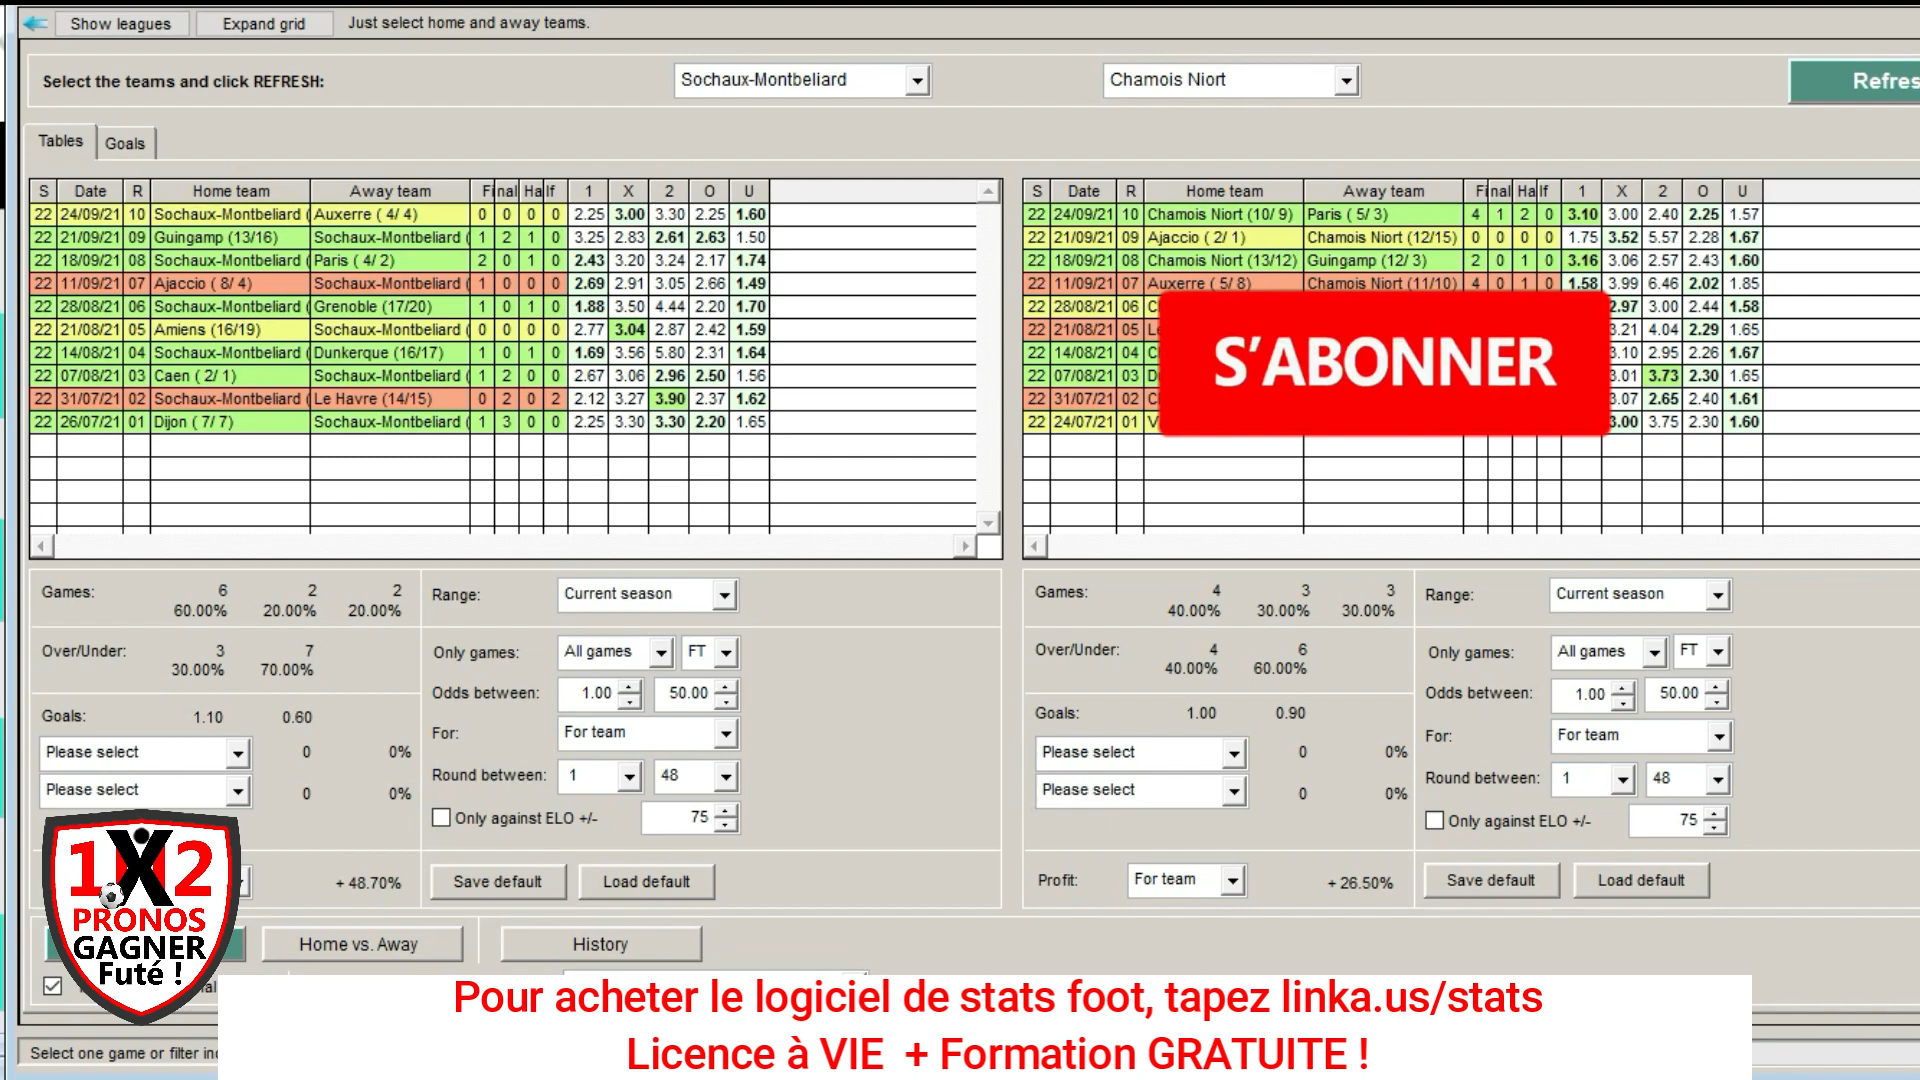 Show leagues Expand grid Just select home and away teams.
Select the teams and click REFRESH: Sochaux-Montbeliard Chamois Niort Refres
Tables Goals
S Date R Home team Away team Final Half 1 X 2 O U
22 24/09/21 10 Sochaux-Montbeliard ( Auxerre ( 4/ 4) 0 0 0 0 2.25 3.00 3.30 2.25 1.60
22 21/09/21 09 Guingamp (13/16) Sochaux-Montbeliard ( 1 2 1 0 3.25 2.83 2.61 2.63 1.50
22 18/09/21 08 Sochaux-Montbeliard ( Paris ( 4/ 2) 2 0 1 0 2.43 3.20 3.24 2.17 1.74
22 11/09/21 07 Ajaccio ( 8/ 4) Sochaux-Montbeliard ( 1 0 0 0 2.69 2.91 3.05 2.66 1.49
22 28/08/21 06 Sochaux-Montbeliard ( Grenoble (17/20) 1 0 1 0 1.88 3.50 4.44 2.20 1.70
22 21/08/21 05 Amiens (16/19) Sochaux-Montbeliard ( 0 0 0 0 2.77 3.04 2.87 2.42 1.59
22 14/08/21 04 Sochaux-Montbeliard ( Dunkerque (16/17) 1 0 1 0 1.69 3.56 5.80 2.31 1.64
22 07/08/21 03 Caen ( 2/ 1) Sochaux-Montbeliard ( 1 2 0 0 2.67 3.06 2.96 2.50 1.56
22 31/07/21 02 Sochaux-Montbeliard ( Le Havre (14/15) 0 2 0 2 2.12 3.27 3.90 2.37 1.62
22 26/07/21 01 Dijon ( 7/ 7) Sochaux-Montbeliard ( 1 3 0 0 2.25 3.30 3.30 2.20 1.65
S Date R Home team Away team Final Half 1 X 2 O U
22 24/09/21 10 Chamois Niort (10/ 9) Paris ( 5/ 3) 4 1 2 0 3.10 3.00 2.40 2.25 1.57
22 21/09/21 09 Ajaccio ( 2/ 1) Chamois Niort (12/15) 0 0 0 0 1.75 3.52 5.57 2.28 1.67
22 18/09/21 08 Chamois Niort (13/12) Guingamp (12/ 3) 2 0 1 0 3.16 3.06 2.57 2.43 1.60
22 11/09/21 07 Auxerre ( 5/ 8) Chamois Niort (11/10) 4 0 1 0 1.58 3.99 6.46 2.02 1.85
22 28/08/21 06 2.97 3.00 2.44 1.58
22 21/08/21 05 3.21 4.04 2.29 1.65
22 14/08/21 04 3.10 2.95 2.26 1.67
22 07/08/21 03 3.01 3.73 2.30 1.65
22 31/07/21 02 3.07 2.65 2.40 1.61
22 24/07/21 01 3.00 3.75 2.30 1.60
S'ABONNER
Games: 6 2 2
60.00% 20.00% 20.00%
Over/Under: 3 7
30.00% 70.00%
Goals: 1.10 0.60
Please select 0 0%
Please select 0 0%
+ 48.70%
Range: Current season
Only games: All games FT
Odds between: 1.00 50.00
For: For team
Round between: 1 48
Only against ELO +/- 75
Save default Load default
Games: 4 3 3
40.00% 30.00% 30.00%
Over/Under: 4 6
40.00% 60.00%
Goals: 1.00 0.90
Please select 0 0%
Please select 0 0%
Profit: For team + 26.50%
Range: Current season
Only games: All games FT
Odds between: 1.00 50.00
For: For team
Round between: 1 48
Only against ELO +/- 75
Save default Load default
1X2
PRONOS
GAGNER
Futé !
Home vs. Away History
Select one game or filter in
Pour acheter le logiciel de stats foot, tapez linka.us/stats
Licence à VIE + Formation GRATUITE !